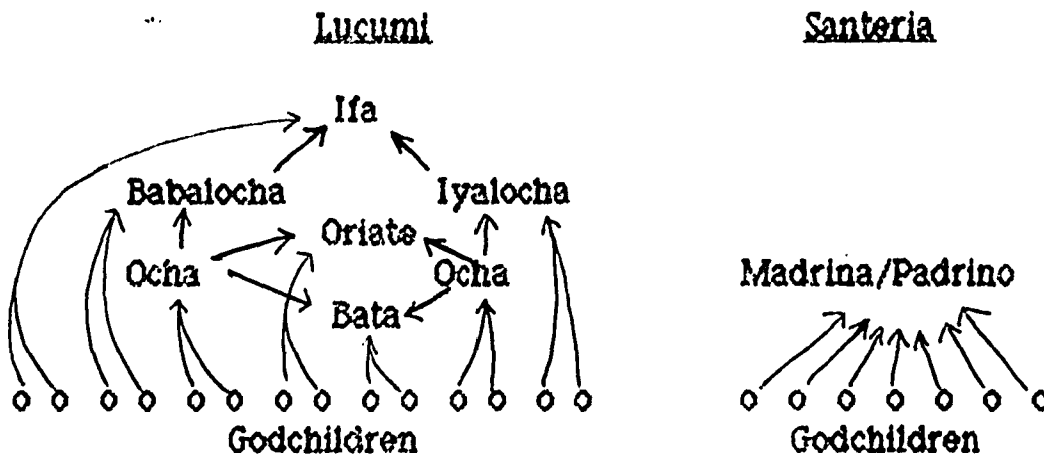 Lucumi Santeria
Ifa
Babalocha Iyalocha
Oriate
Ocha Ocha Madrina/Padrino
Bata
Godchildren Godchildren